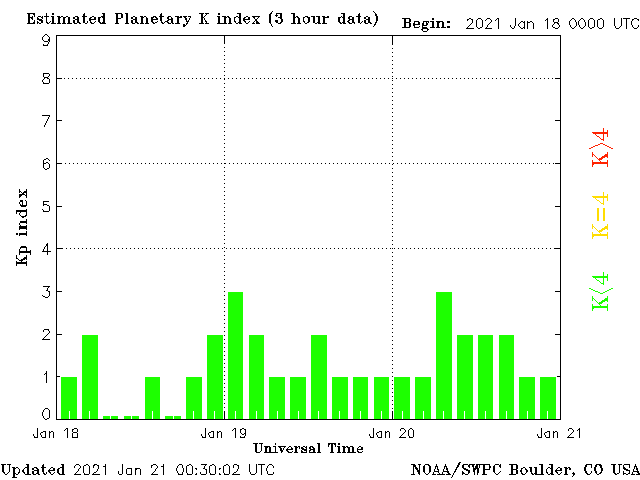 Estimated Planetary K index (3 hour data) Begin: 2021 Jan 18 0000 UTC
9
8
7
6
5
4
3
2
1
0
Kp index
Jan 18 Jan 19 Jan 20 Jan 21
Universal Time
K>4
K=4
K<4
Updated 2021 Jan 21 00:30:02 UTC NOAA/SWPC Boulder, CO USA